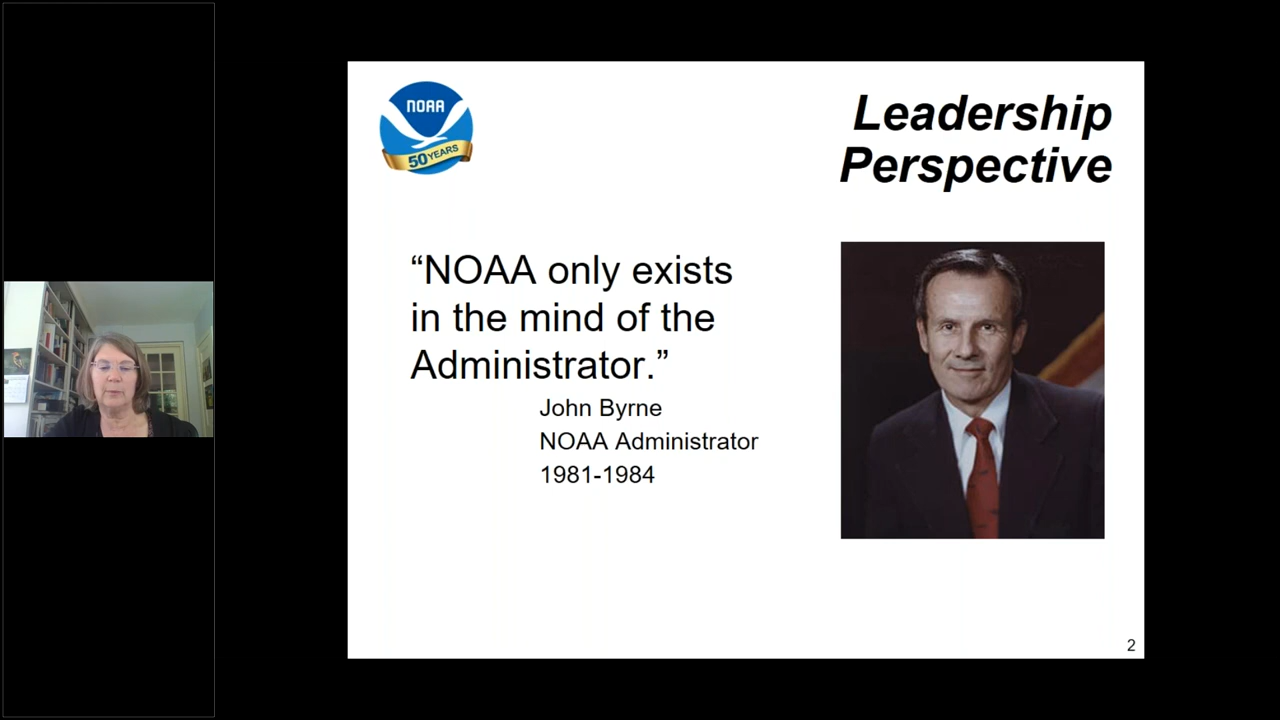 NOAA
50 YEARS
Leadership
Perspective
“NOAA only exists
in the mind of the
Administrator.”
John Byrne
NOAA Administrator
1981-1984
2